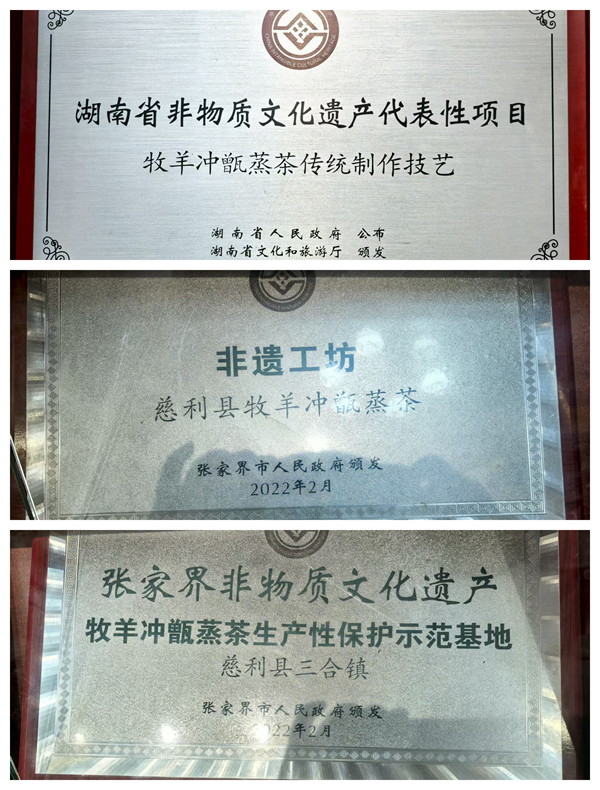 CHINA INTANGIBLE CULTURAL HERITAGE
湖南省非物质文化遗产代表性项目
牧羊冲甑蒸茶传统制作技艺
湖南省人民政府 公布
湖南省文化和旅游厅 颁发
非遗工坊
慈利县牧羊冲甑蒸茶
张家界市人民政府颁发
2022年2月
张家界非物质文化遗产
牧羊冲甑蒸茶生产性保护示范基地
慈利县三合镇
张家界市人民政府颁发
2022年2月